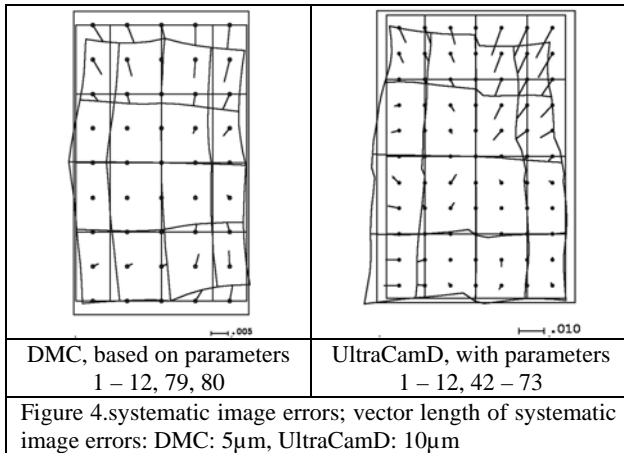 .005
.010
DMC, based on parameters
1 – 12, 79, 80
UltraCamD, with parameters
1 – 12, 42 – 73
Figure 4.systematic image errors; vector length of systematic
image errors: DMC: 5µm, UltraCamD: 10µm